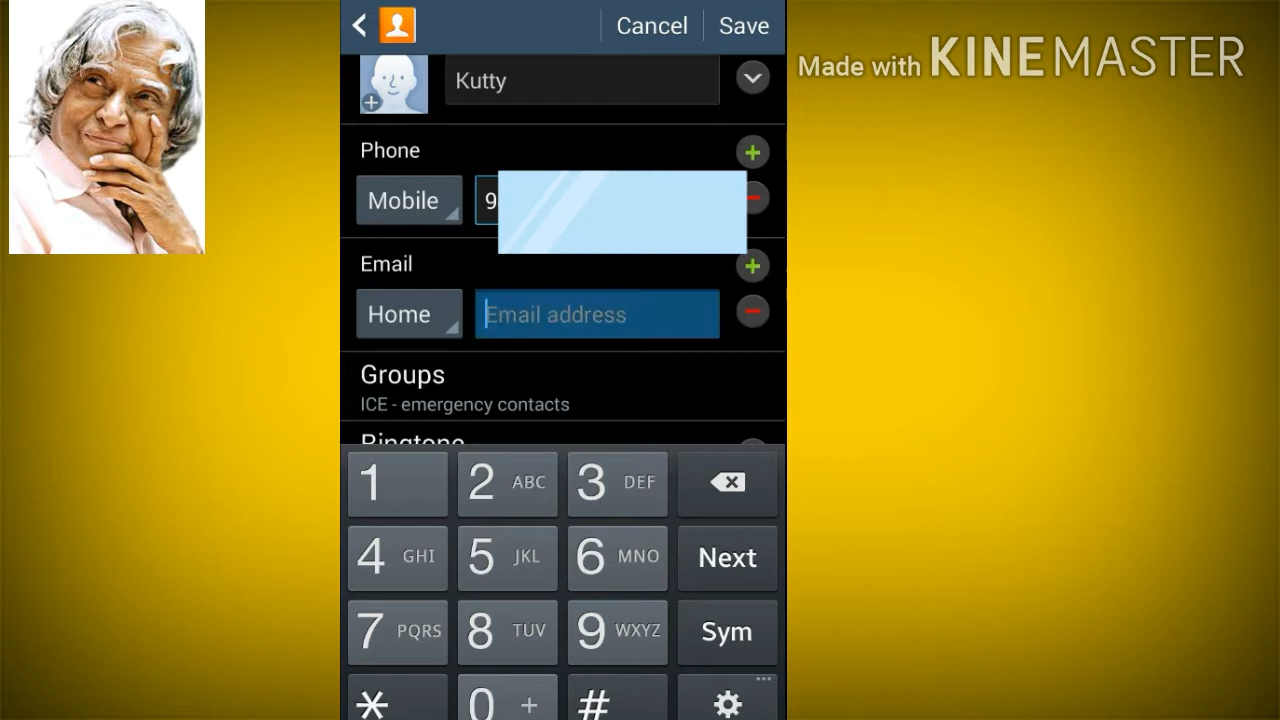 Cancel Save
Made with KINEMASTER
Kutty
Phone
Mobile 9
Email
Home Email address
Groups
ICE - emergency contacts
Ringtone
1 2 ABC 3 DEF
4 GHI 5 JKL 6 MNO Next
7 PQRS 8 TUV 9 WXYZ Sym
* 0 + #